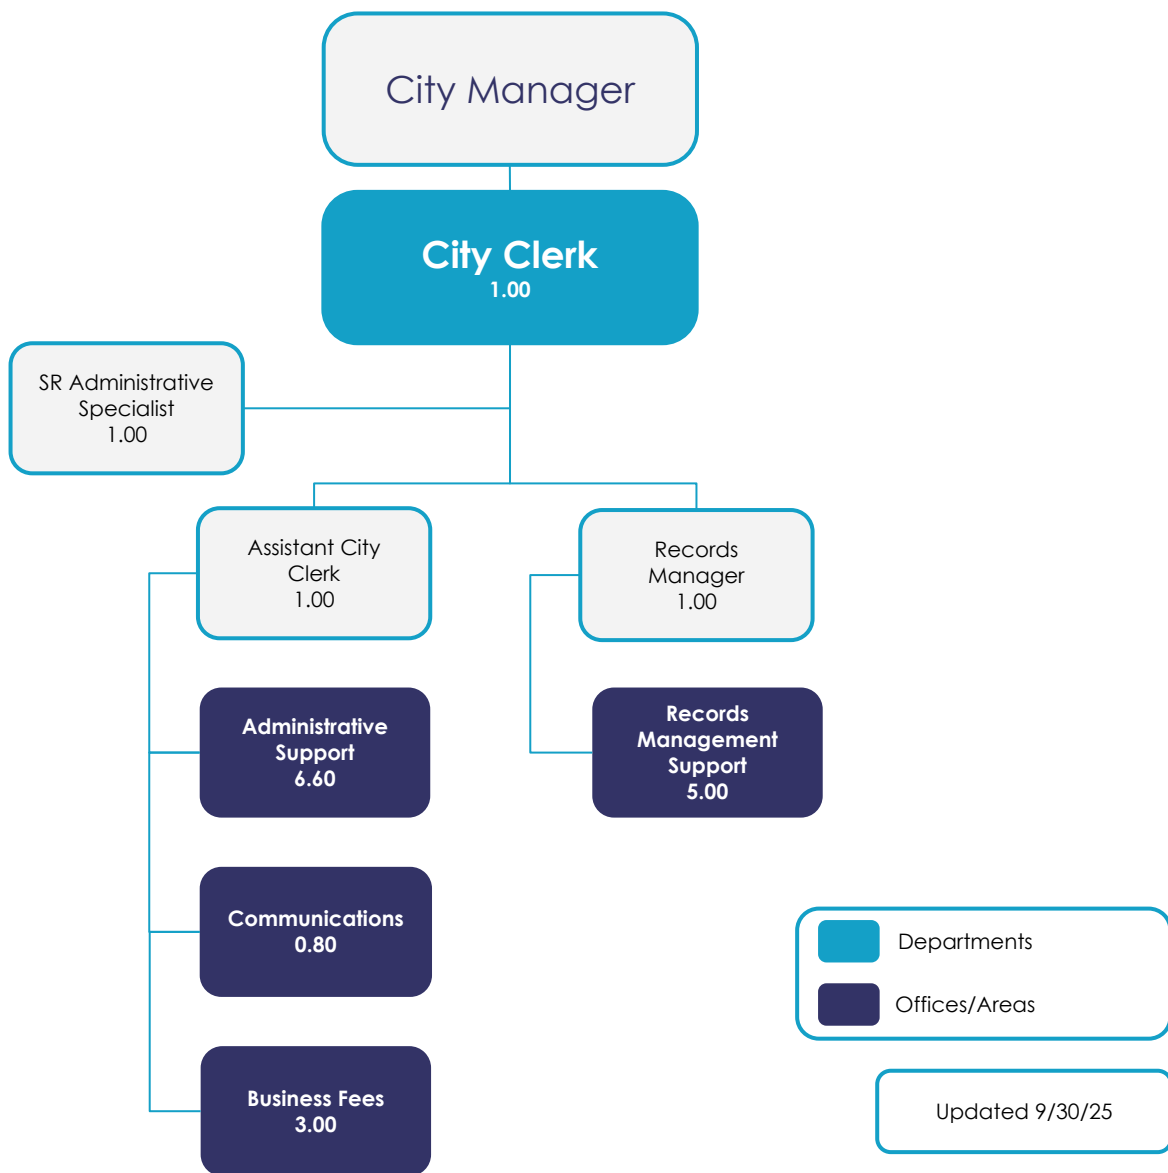 City Manager
City Clerk
1.00
SR Administrative
Specialist
1.00
Assistant City
Clerk
1.00
Records
Manager
1.00
Administrative
Support
6.60
Records
Management
Support
5.00
Communications
0.80
Business Fees
3.00
Departments
Offices/Areas
Updated 9/30/25